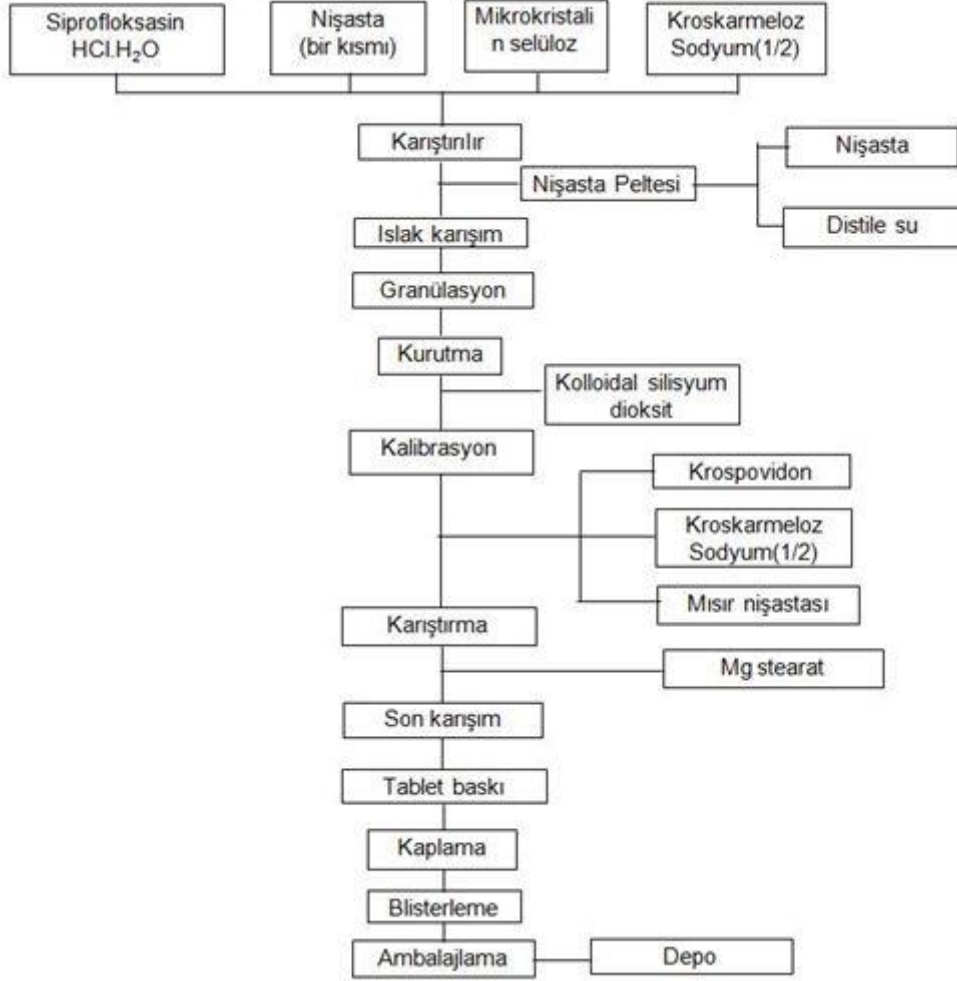 Siprofloksasin
HCl.H₂O
Nişasta
(bir kısmı)
Mikrokristali
n selüloz
Kroskarmeloz
Sodyum(1/2)
Karıştırılır
Nişasta Peltesi
Nişasta
Distile su
Islak karışım
Granülasyon
Kurutma
Kolloidal silisyum
dioksit
Kalibrasyon
Krospovidon
Kroskarmeloz
Sodyum(1/2)
Mısır nişastası
Karıştırma
Mg stearat
Son karışım
Tablet baskı
Kaplama
Blisterleme
Ambalajlama
Depo